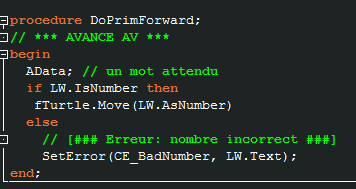 procedure DoPrimForward;
// *** AVANCE AV ***
begin
AData; // un mot attendu
if LW.IsNumber then
fTurtle.Move(LW.AsNumber)
else
// [### Erreur: nombre incorrect ###]
SetError(CE_BadNumber, LW.Text);
end;